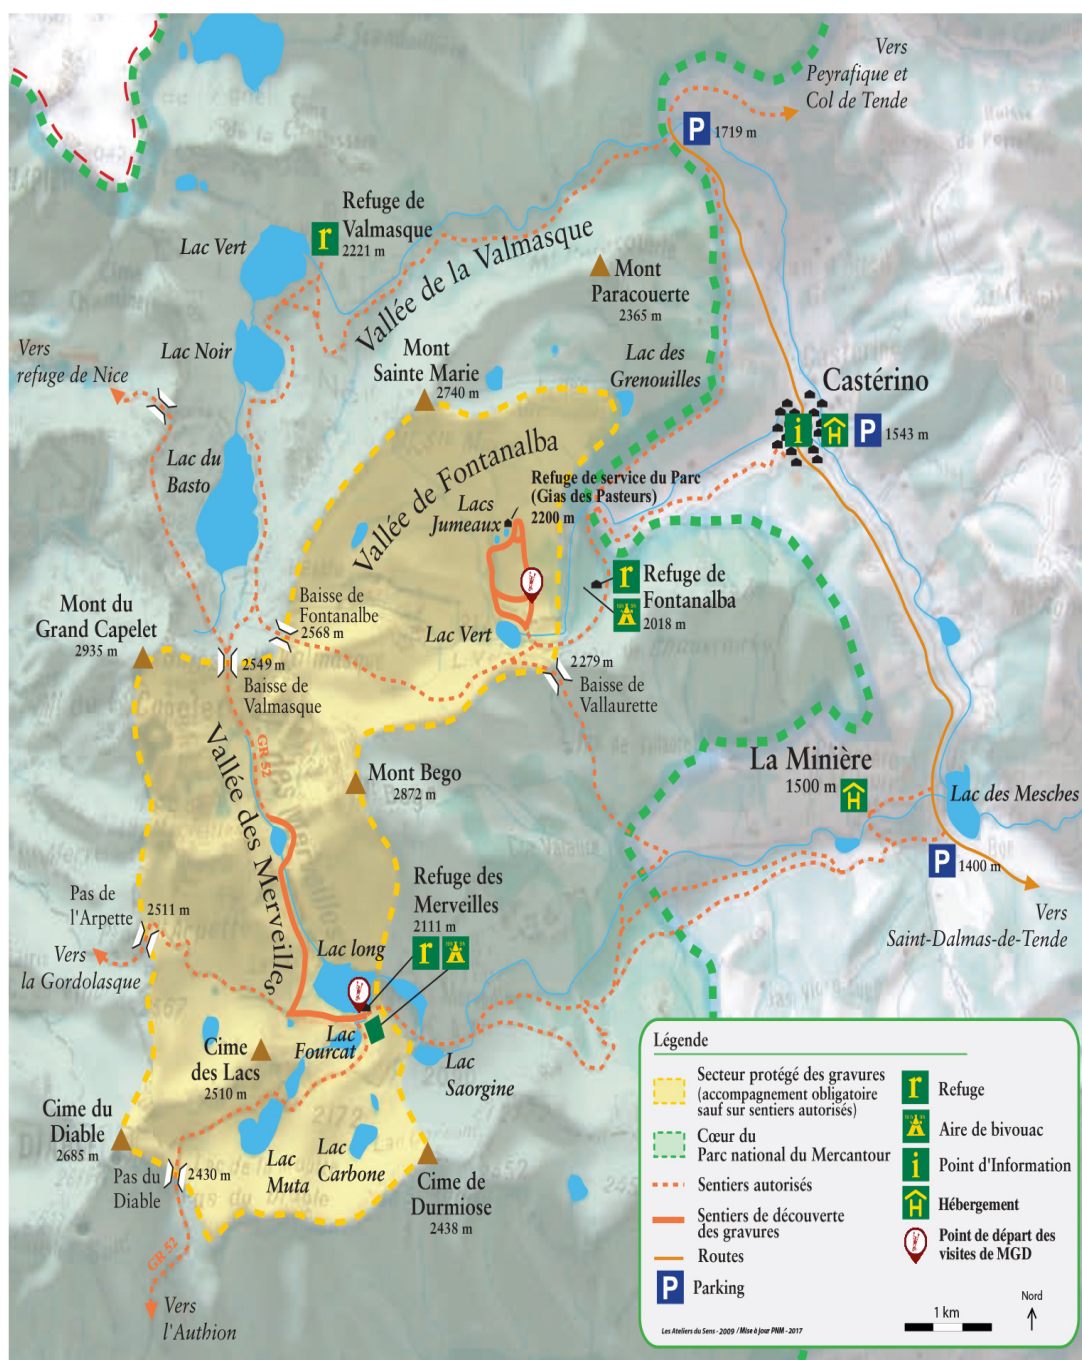 Vers
Peyrafique et
Col de Tende
P
1719 m
Refuge de
Valmasque
2221 m
r
Lac Vert
Vallée de la Valmasque
Mont
Paracouerte
2365 m
Vers
refuge de Nice
Lac Noir
Mont
Sainte Marie
2740 m
Lac des
Grenouilles
Castérino
i
H
P
1543 m
Lac du
Basto
Vallée de Fontanalba
Refuge de service du Parc
(Gias des Pasteurs)
2200 m
Lacs
Jumeaux
r
Refuge de
Fontanalba
2018 m
Baisse de
Fontanalbe
2568 m
Mont du
Grand Capelet
2935 m
Lac Vert
2549 m
Baisse de
Valmasque
2279 m
Baisse de
Vallaurette
GR 52
Vallée des Merveilles
Mont Bego
2872 m
La Minière
1500 m
H
Lac des Mesches
P
1400 m
Vers
Saint-Dalmas-de-Tende
Pas de
l'Arpette
2511 m
Vers
la Gordolasque
Refuge des
Merveilles
2111 m
r
Lac long
Lac
Fourcat
Cime
des Lacs
2510 m
Lac
Saorgine
Cime du
Diable
2685 m
Pas du
Diable
2430 m
Lac
Muta
Lac
Carbone
Cime de
Durmiose
2438 m
GR 52
Vers
l'Authion
Légende
Secteur protégé des gravures
(accompagnement obligatoire
sauf sur sentiers autorisés)
Cœur du
Parc national du Mercantour
Sentiers autorisés
Sentiers de découverte
des gravures
Routes
P
Parking
r
Refuge
Aire de bivouac
i
Point d'Information
H
Hébergement
Point de départ des
visites de MGD
1 km
Nord
Les Ateliers du Sens - 2009 / Mise à jour PNM - 2017